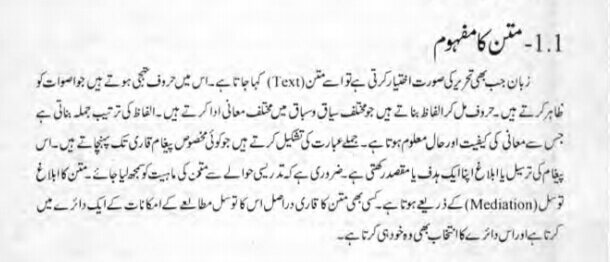 1.1- متن کا مفہوم
زبان جب بھی تحریر کی صورت اختیار کرتی ہے تو اسے متن (Text) کہا جاتا ہے۔ اس میں حروف تہجی ہوتے ہیں جو اصوات کو
ظاہر کرتے ہیں۔ حروف مل کر الفاظ بناتے ہیں جو مختلف سیاق و سباق میں مختلف معانی ادا کرتے ہیں۔ الفاظ کی ترتیب جملہ بناتی ہے
جس سے معانی کی کیفیت اور حال معلوم ہوتا ہے۔ جملے عبارت کی تشکیل کرتے ہیں جو کوئی مخصوص پیغام قاری تک پہنچاتے ہیں۔ اس
پیغام کی ترسیل یا ابلاغ اپنا ایک ہدف یا مقصد رکھتی ہے۔ ضروری ہے کہ تدریسی حوالے سے متن کی ماہیت کو سمجھ لیا جائے۔ متن کا ابلاغ
توسل (Mediation) کے ذریعے ہوتا ہے۔ کسی بھی متن کا قاری دراصل اس کا توسل مطالعے کے امکانات کے ایک دائرے میں
کرتا ہے اور اس دائرے کا انتخاب بھی وہ خود ہی کرتا ہے۔